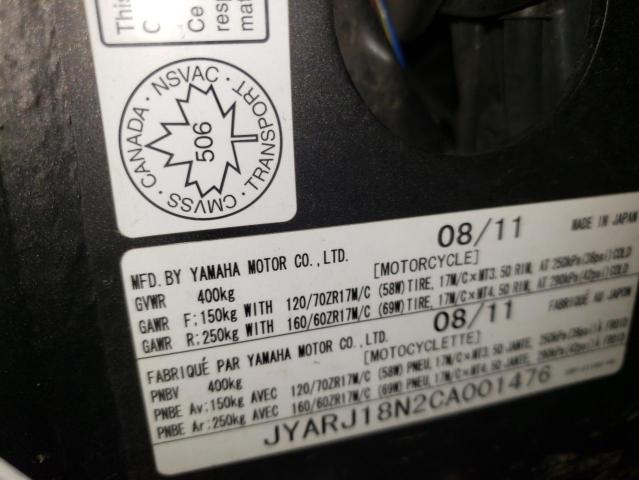 This
C
Ce
resp
mat
CMVSS · CANADA · NSVAC · TRANSPORT ·
506
MFD. BY YAMAHA MOTOR CO., LTD. 08/11 MADE IN JAPAN
GVWR 400kg [MOTORCYCLE]
GAWR F:150kg WITH 120/70ZR17M/C (58W) TIRE, 17M/C×MT3.50 RIM, AT 250kPa(36psi)COLD
GAWR R:250kg WITH 160/60ZR17M/C (69W) TIRE, 17M/C×MT4.50 RIM, AT 290kPa(42psi)COLD
FABRIQUÉ PAR YAMAHA MOTOR CO., LTD. 08/11 FABRIQUÉ AU JAPON
PNBV 400kg [MOTOCYCLETTE]
PNBE Av:150kg AVEC 120/70ZR17M/C (58W) PNEU, 17M/C×MT3.50 JANTE, 250kPa(36psi)À FROID
PNBE Ar:250kg AVEC 160/60ZR17M/C (69W) PNEU, 17M/C×MT4.50 JANTE, 290kPa(42psi)À FROID
JYARJ18N2CA001476